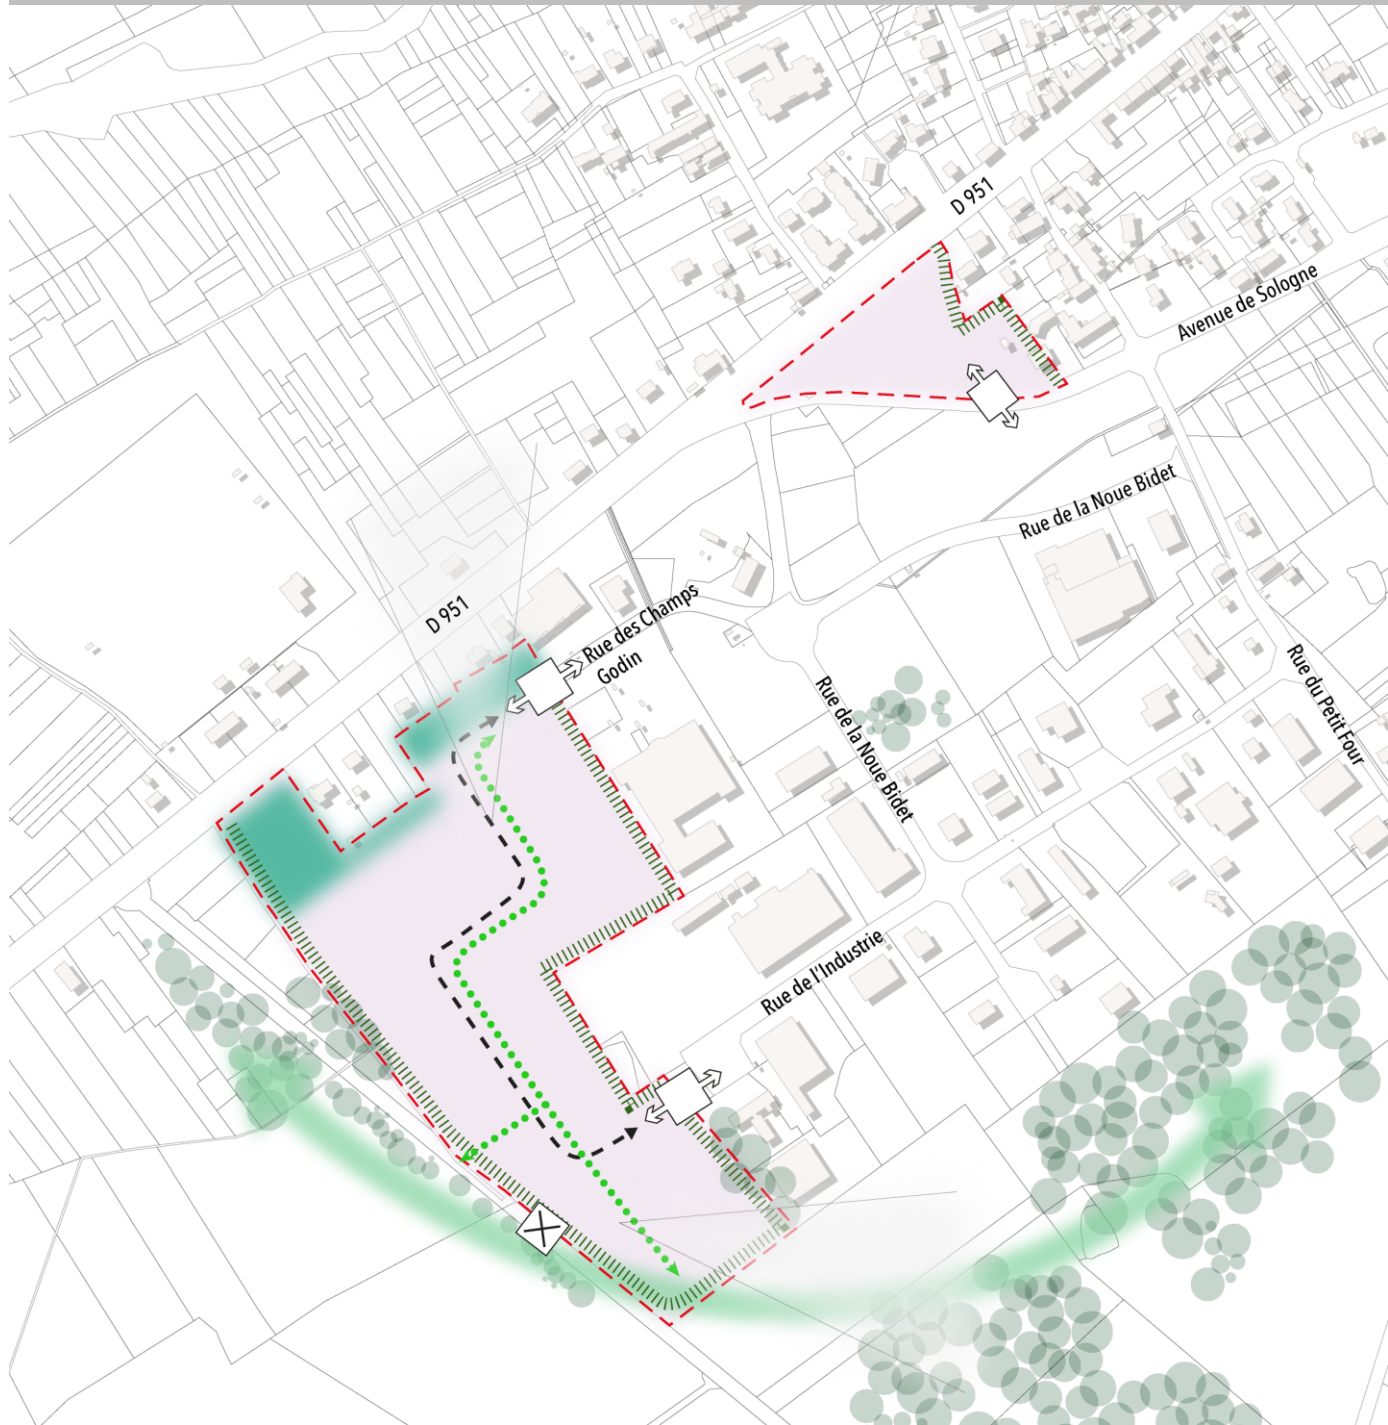 D 951
Avenue de Sologne
Rue de la Noue Bidet
D 951
Rue des Champs
Godin
Rue de la Noue Bidet
Rue du Petit Four
Rue de l'Industrie